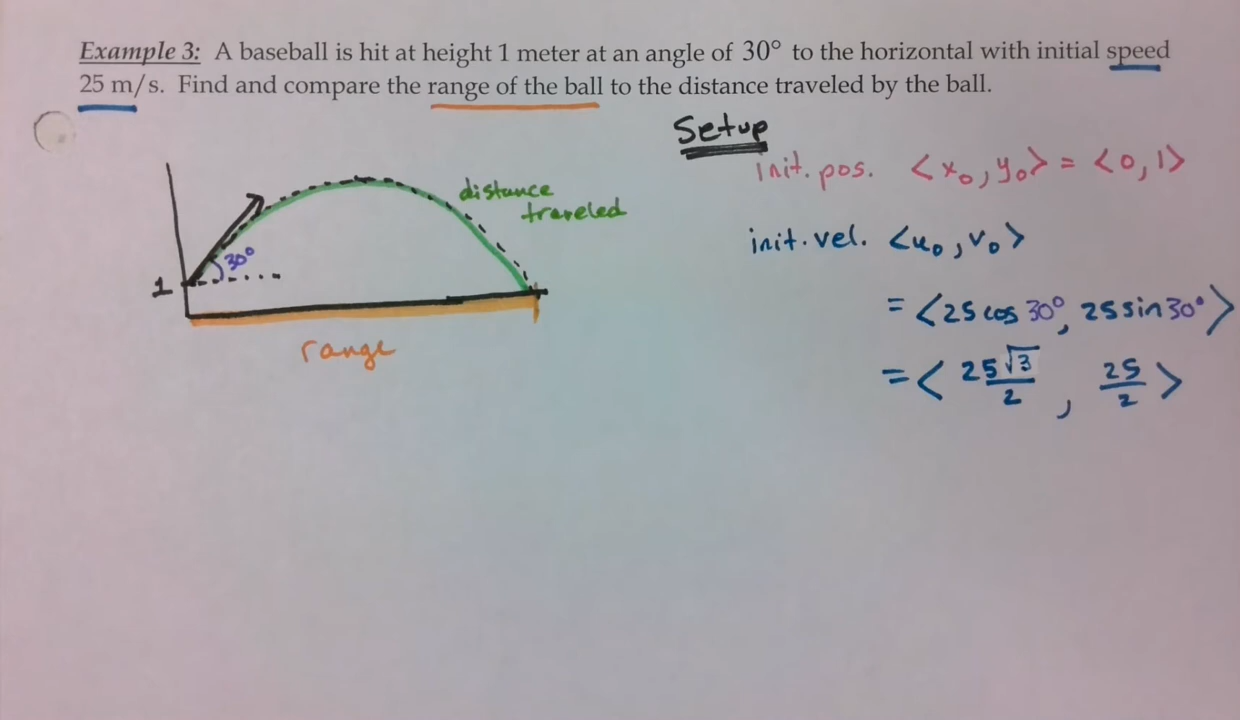 Example 3: A baseball is hit at height 1 meter at an angle of 30° to the horizontal with initial speed
25 m/s. Find and compare the range of the ball to the distance traveled by the ball.
Setup
init. pos. <x₀, y₀> = <0, 1>
distance
traveled
init. vel. <u₀, v₀>
30°
1
= <25 cos 30°, 25 sin 30°>
range
= <25√3/2, 25/2>